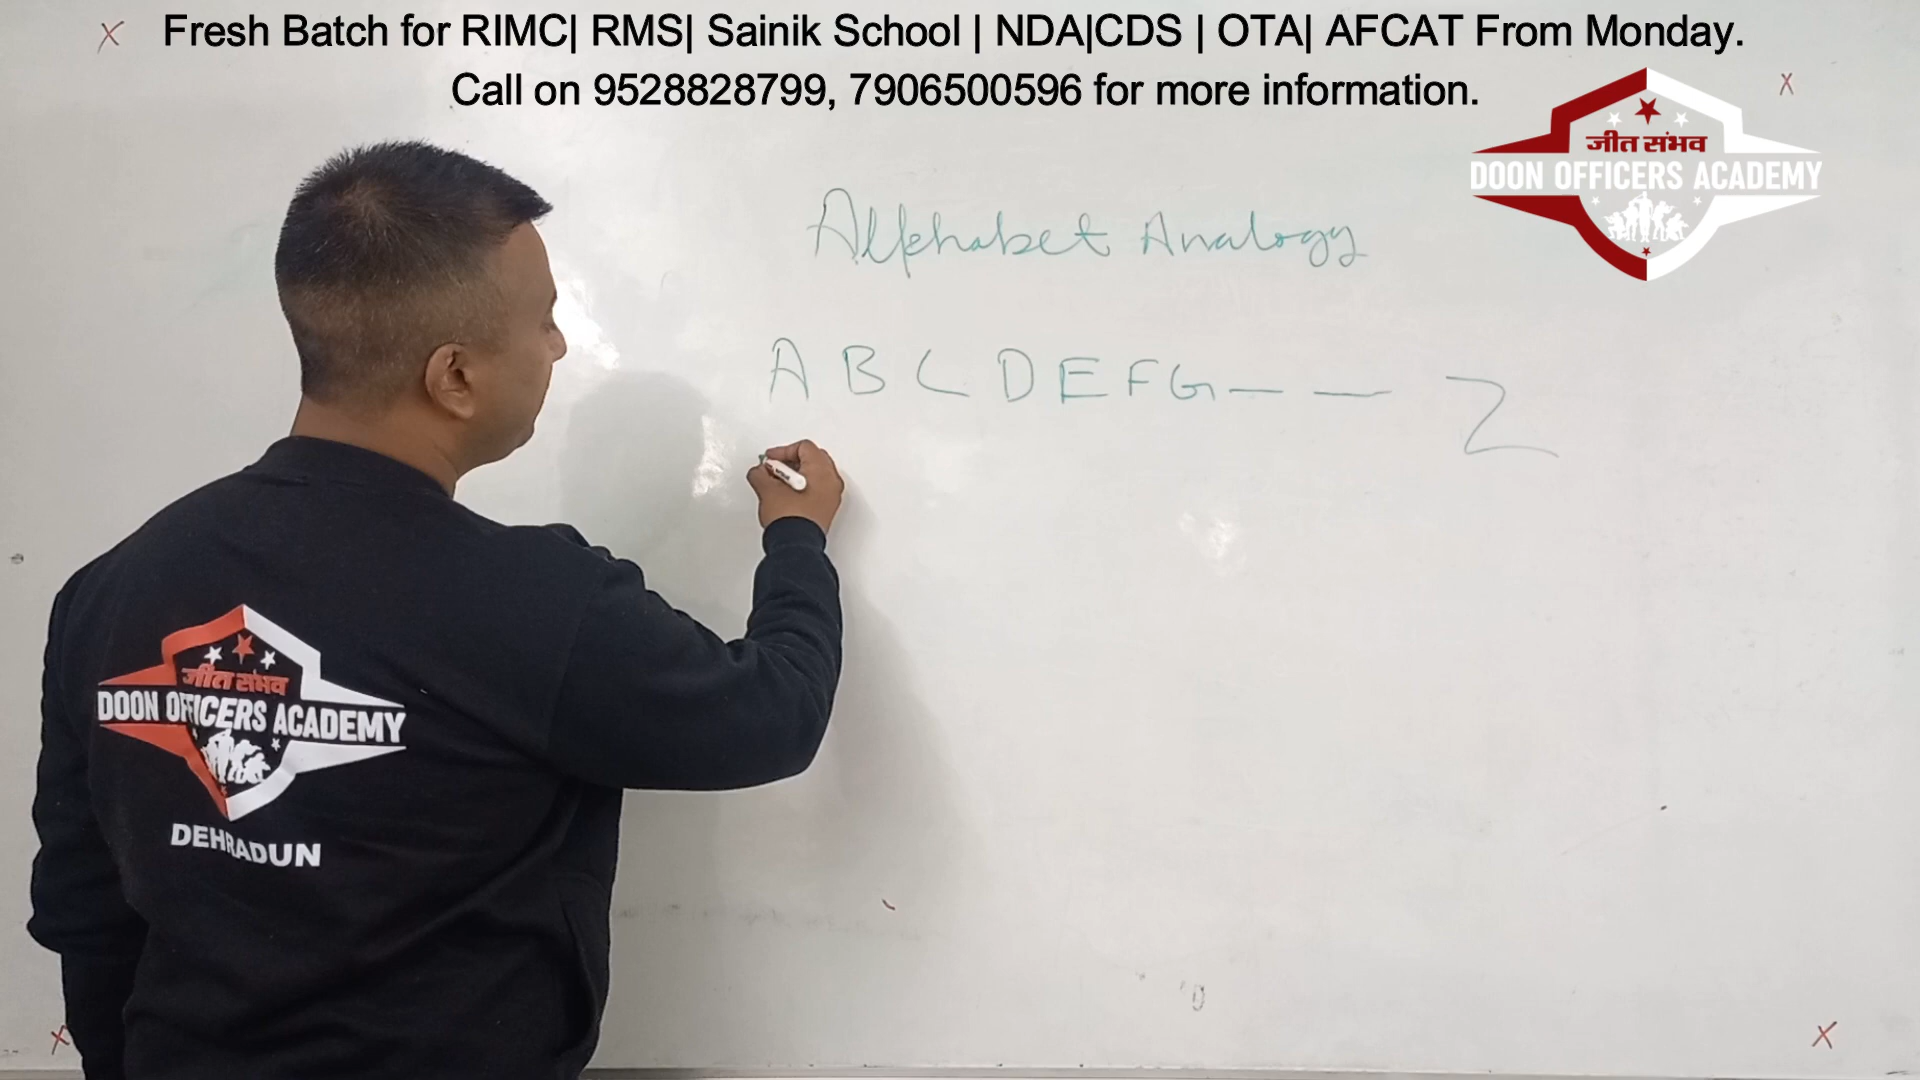 Fresh Batch for RIMC| RMS| Sainik School | NDA|CDS | OTA| AFCAT From Monday.
Call on 9528828799, 7906500596 for more information.
जीत संभव
DOON OFFICERS ACADEMY
Alphabet Analogy
A B C D E F G — — Z
जीत संभव
DOON OFFICERS ACADEMY
DEHRADUN